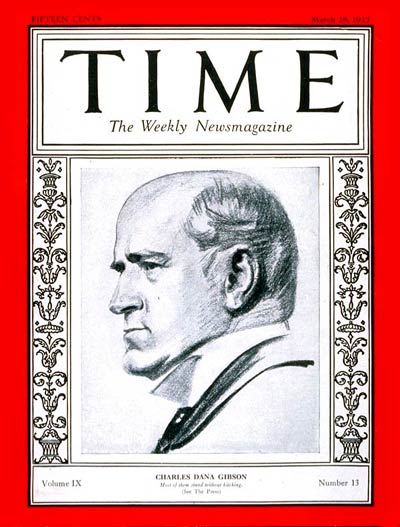 FIFTEEN CENTS March 28, 1927
TIME
The Weekly Newsmagazine
CHARLES DANA GIBSON
Volume IX Number 13
Most of them stand without hitching.
(See The Press)